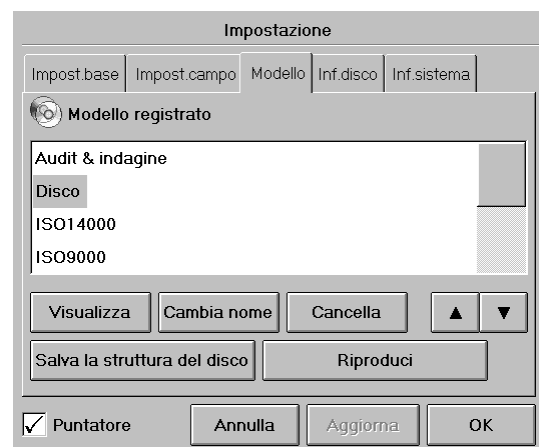 Impostazione
Impost.base Impost.campo Modello Inf.disco Inf.sistema
Modello registrato
Audit & indagine
Disco
ISO14000
ISO9000
Visualizza Cambia nome Cancella ▲ ▼
Salva la struttura del disco Riproduci
Puntatore Annulla Aggiorna OK